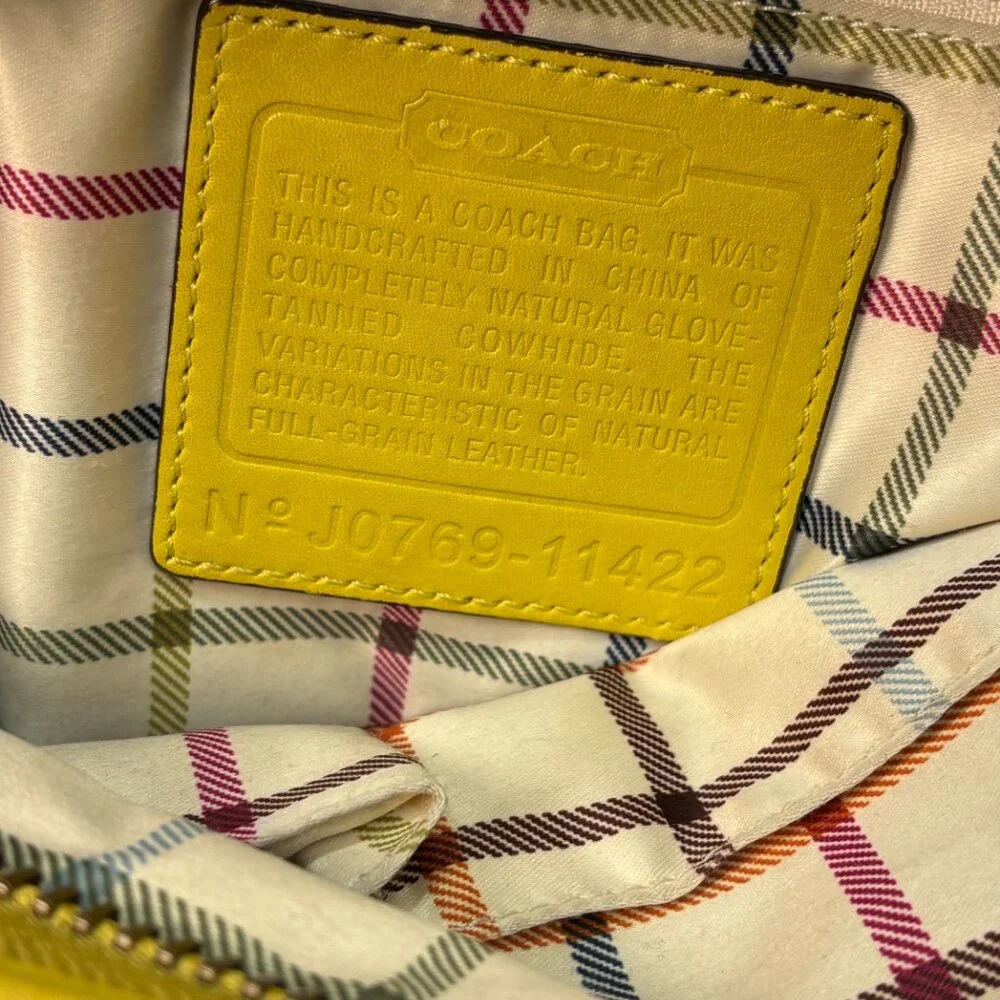 COACH
THIS IS A COACH BAG. IT WAS
HANDCRAFTED IN CHINA OF
COMPLETELY NATURAL GLOVE-
TANNED COWHIDE. THE
VARIATIONS IN THE GRAIN ARE
CHARACTERISTIC OF NATURAL
FULL-GRAIN LEATHER.
Nº J0769-11422